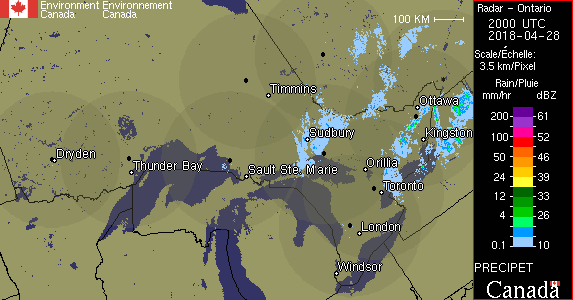 Environment Environnement
Canada Canada
100 KM
Timmins
Ottawa
Sudbury
Kingston
Dryden
Thunder Bay
Sault Ste. Marie
Orillia
Toronto
London
Windsor
Radar - Ontario
2000 UTC
2018-04-28
Scale/Échelle:
3.5 km/Pixel
Rain/Pluie
mm/hr dBZ
200 61
100 52
50 46
24 39
12 33
4 26
0.1 10
PRECIPET
Canada